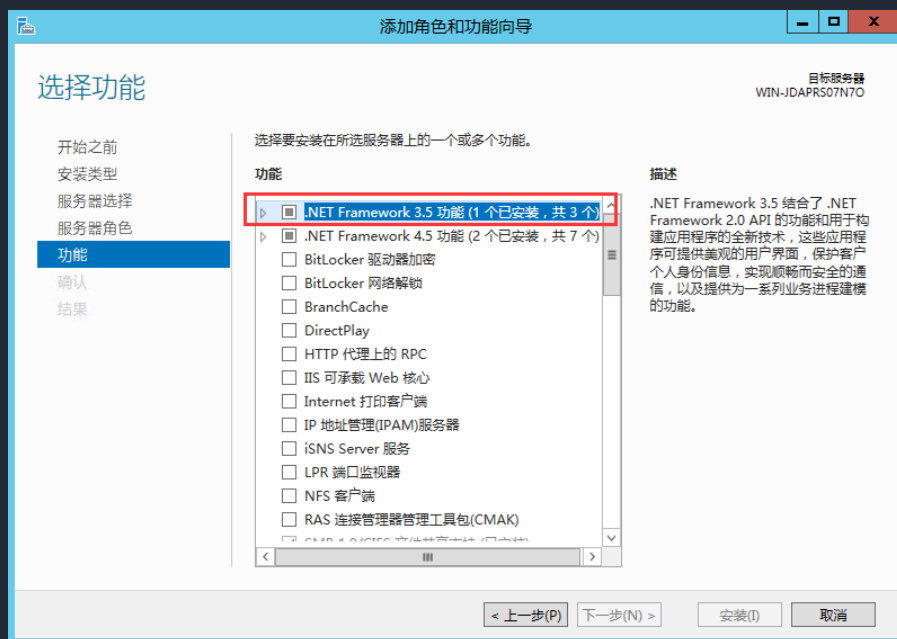 添加角色和功能向导
选择功能
目标服务器
WIN-JDAPRS07N7O
开始之前
安装类型
服务器选择
服务器角色
功能
确认
结果
选择要安装在所选服务器上的一个或多个功能。
功能
.NET Framework 3.5 功能 (1 个已安装，共 3 个)
.NET Framework 4.5 功能 (2 个已安装，共 7 个)
BitLocker 驱动器加密
BitLocker 网络解锁
BranchCache
DirectPlay
HTTP 代理上的 RPC
IIS 可承载 Web 核心
Internet 打印客户端
IP 地址管理(IPAM)服务器
iSNS Server 服务
LPR 端口监视器
NFS 客户端
RAS 连接管理器管理工具包(CMAK)
SMB 1.0/CIFS 文件共享支持 (已安装)
描述
.NET Framework 3.5 结合了 .NET
Framework 2.0 API 的功能和用于构
建应用程序的全新技术，这些应用程
序可提供美观的用户界面，保护客户
个人身份信息，实现顺畅而安全的通
信，以及提供为一系列业务进程建模
的功能。
< 上一步(P)
下一步(N) >
安装(I)
取消